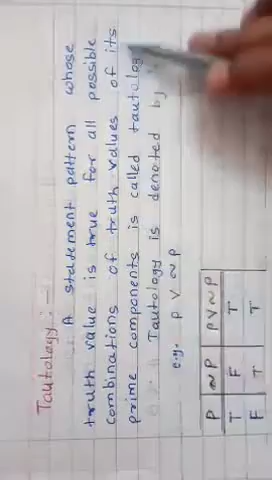 Tautology :-
A statement pattern whose
truth value is true for all possible
combinations of truth values of its
prime components is called tautology
Tautology is denoted by
e.g. p ∨ ~p
P ~P P∨~P
T F T
F T T